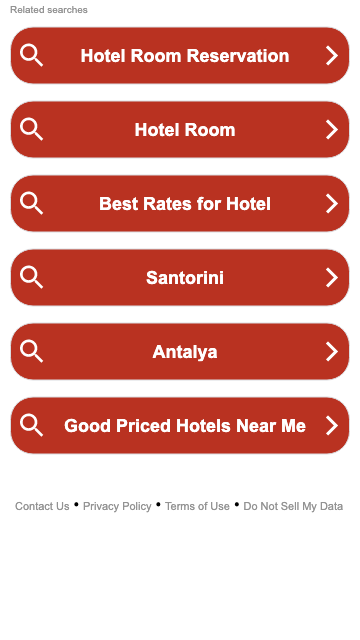 Related searches
Hotel Room Reservation
Hotel Room
Best Rates for Hotel
Santorini
Antalya
Good Priced Hotels Near Me
Contact Us • Privacy Policy • Terms of Use • Do Not Sell My Data